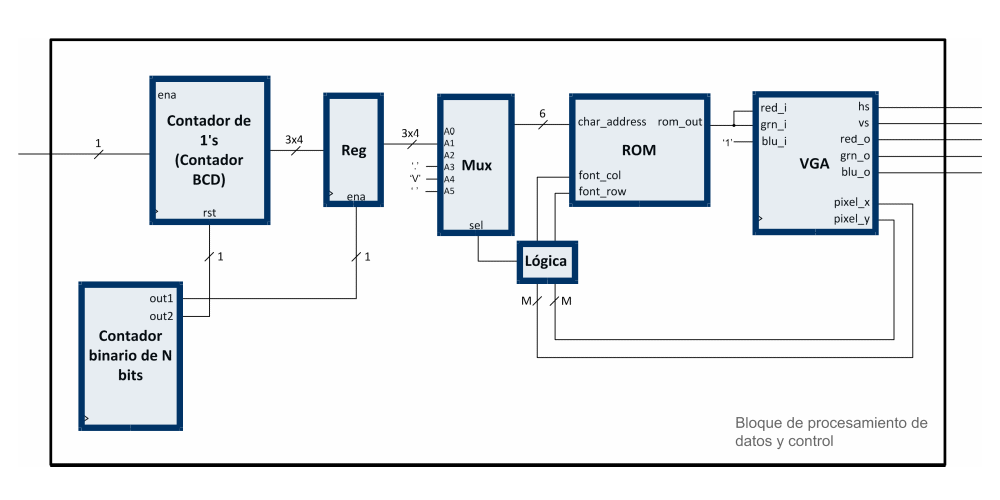 ena
Contador de
1's
(Contador
BCD)
rst
1
3x4
Reg
ena
3x4
A0
A1
A2
A3
A4
A5
'.'
'V'
' '
Mux
sel
6
char_address
rom_out
ROM
font_col
font_row
Lógica
M
M
red_i
grn_i
blu_i
'1'
VGA
hs
vs
red_o
grn_o
blu_o
pixel_x
pixel_y
1
1
out1
out2
Contador
binario de N
bits
Bloque de procesamiento de
datos y control